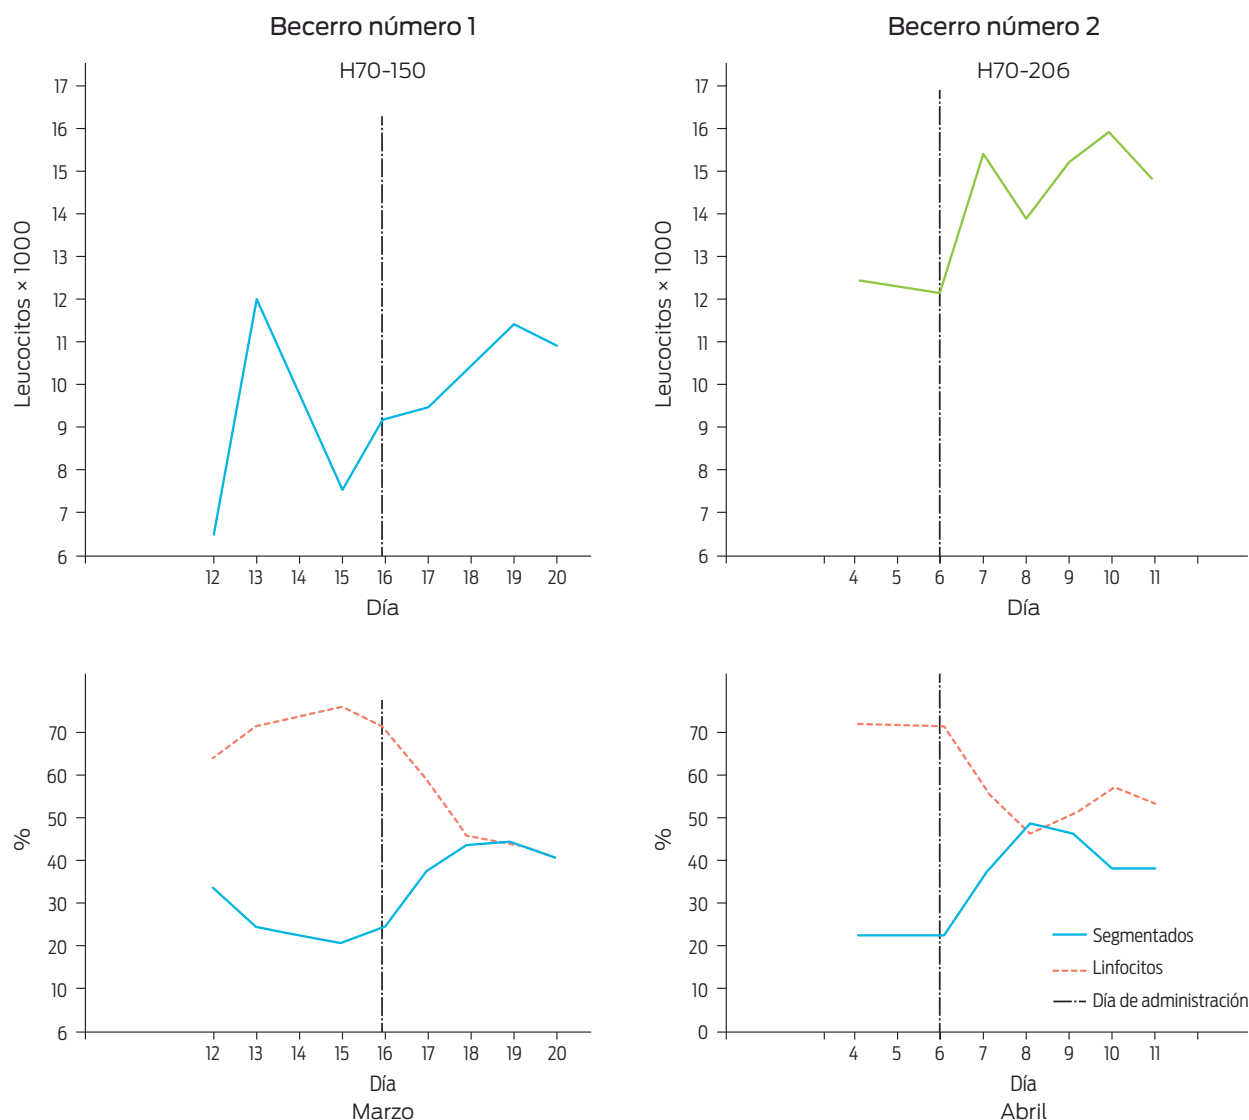 Becerro número 1
H70-150
17
16
15
14
13
12
11
10
9
8
7
6
Leucocitos × 1000
12 13 14 15 16 17 18 19 20
Día
Becerro número 2
H70-206
17
16
15
14
13
12
11
10
9
8
7
6
Leucocitos × 1000
4 5 6 7 8 9 10 11
Día
70
60
50
40
30
20
10
6
%
12 13 14 15 16 17 18 19 20
Día
Marzo
70
60
50
40
30
20
10
0
%
Segmentados
Linfocitos
Día de administración
4 5 6 7 8 9 10 11
Día
Abril